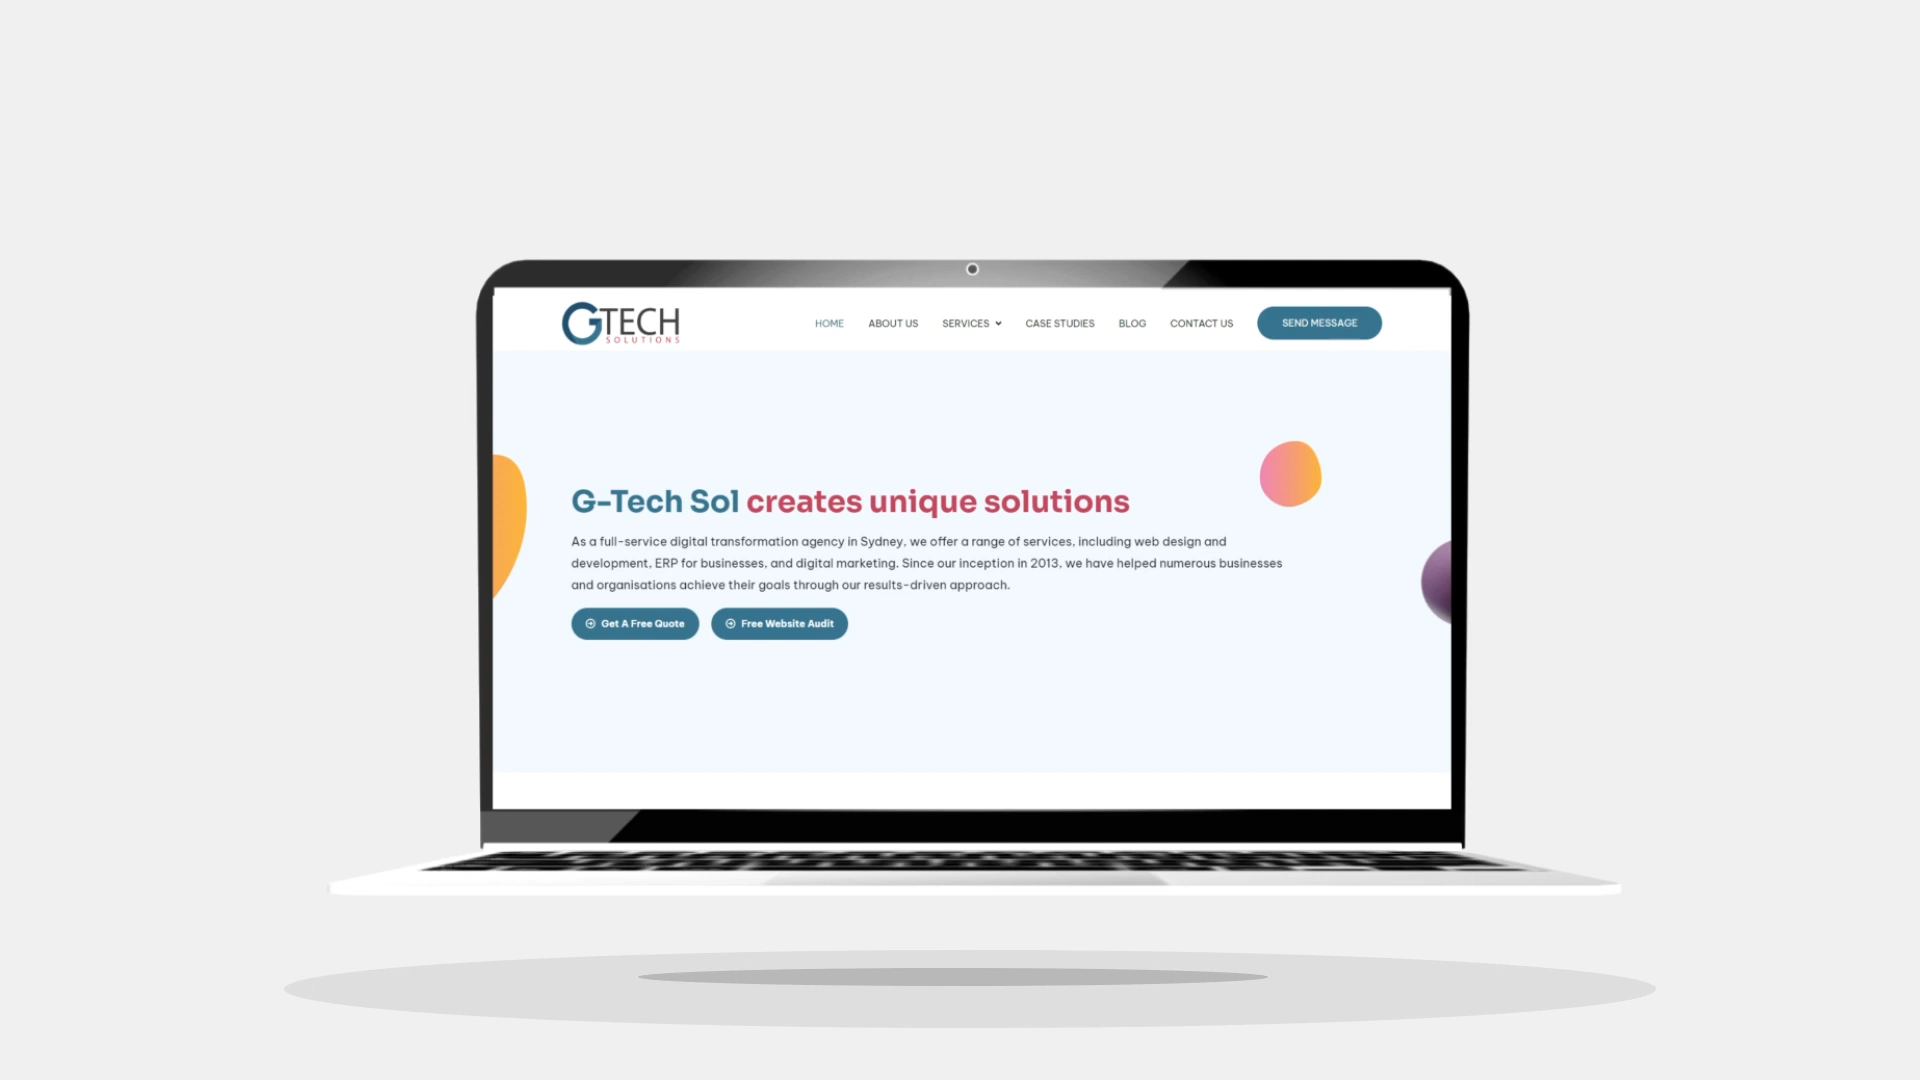 GTECH
SOLUTIONS
HOME ABOUT US SERVICES CASE STUDIES BLOG CONTACT US SEND MESSAGE
G-Tech Sol creates unique solutions
As a full-service digital transformation agency in Sydney, we offer a range of services, including web design and
development, ERP for businesses, and digital marketing. Since our inception in 2013, we have helped numerous businesses
and organisations achieve their goals through our results-driven approach.
Get A Free Quote Free Website Audit